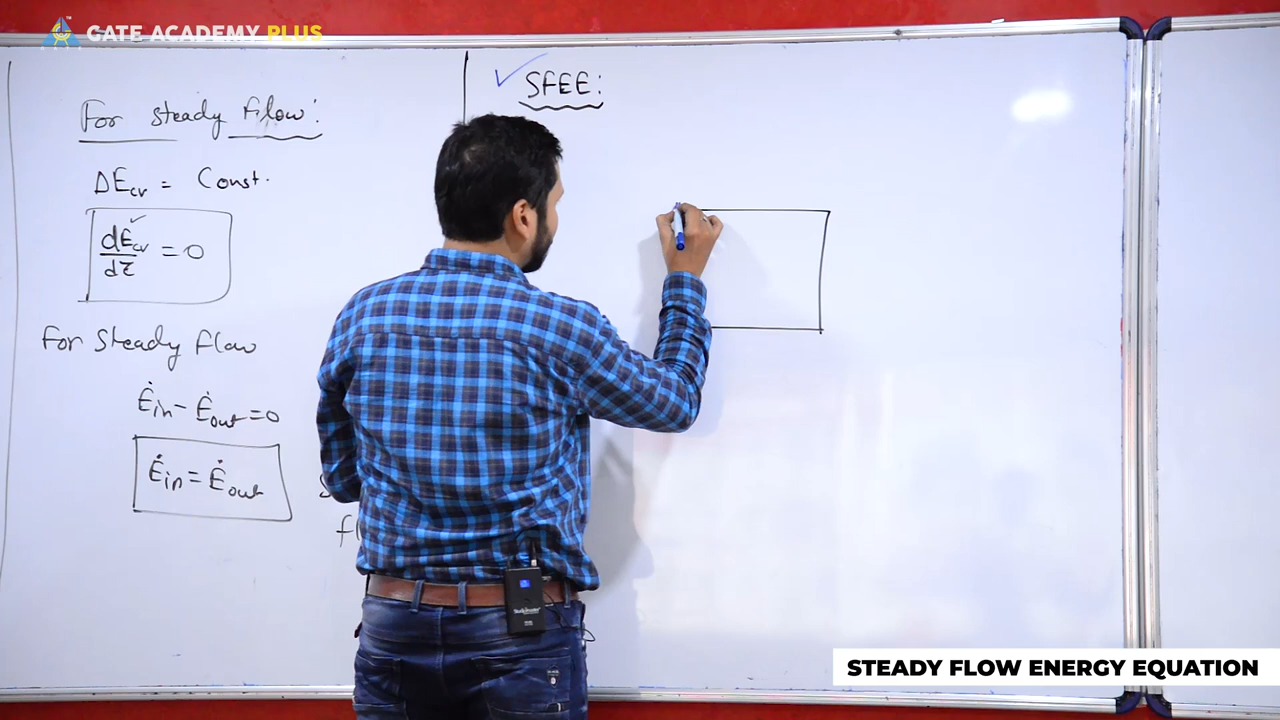 GATE ACADEMY PLUS
For steady flow:
ΔE_cv = Const.
dE_cv/dτ = 0
For Steady flow
Ė_in - Ė_out = 0
Ė_in = Ė_out
✓ SFEE:
STEADY FLOW ENERGY EQUATION